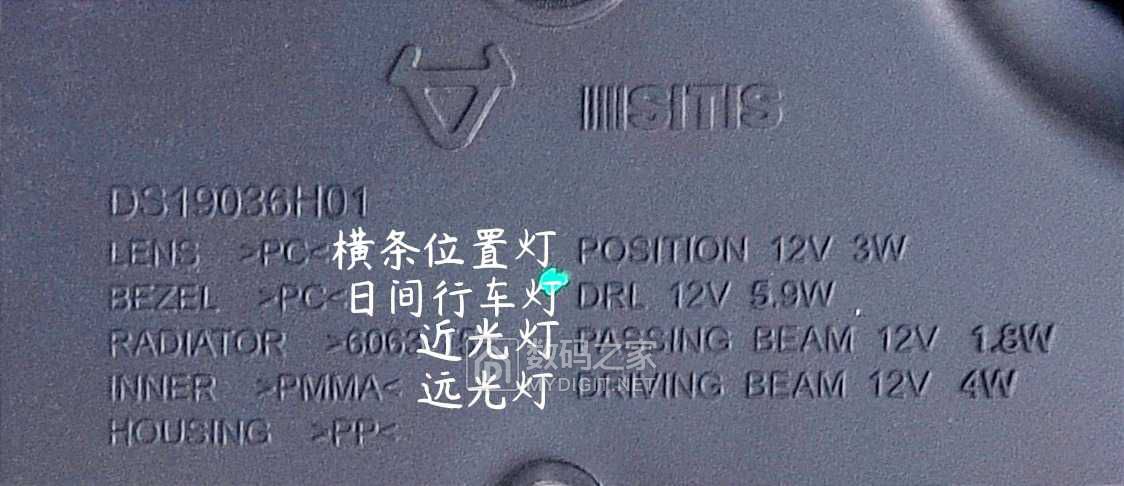 IIISITIS
DS19036H01
LENS >PC< 横条位置灯 POSITION 12V 3W
BEZEL >PC< 日间行车灯 DRL 12V 5.9W
RADIATOR >6063 近光灯 PASSING BEAM 12V 1.8W
INNER >PMMA< 远光灯 DRIVING BEAM 12V 4W
HOUSING >PP<
数码之家
MYDIGIT.NET